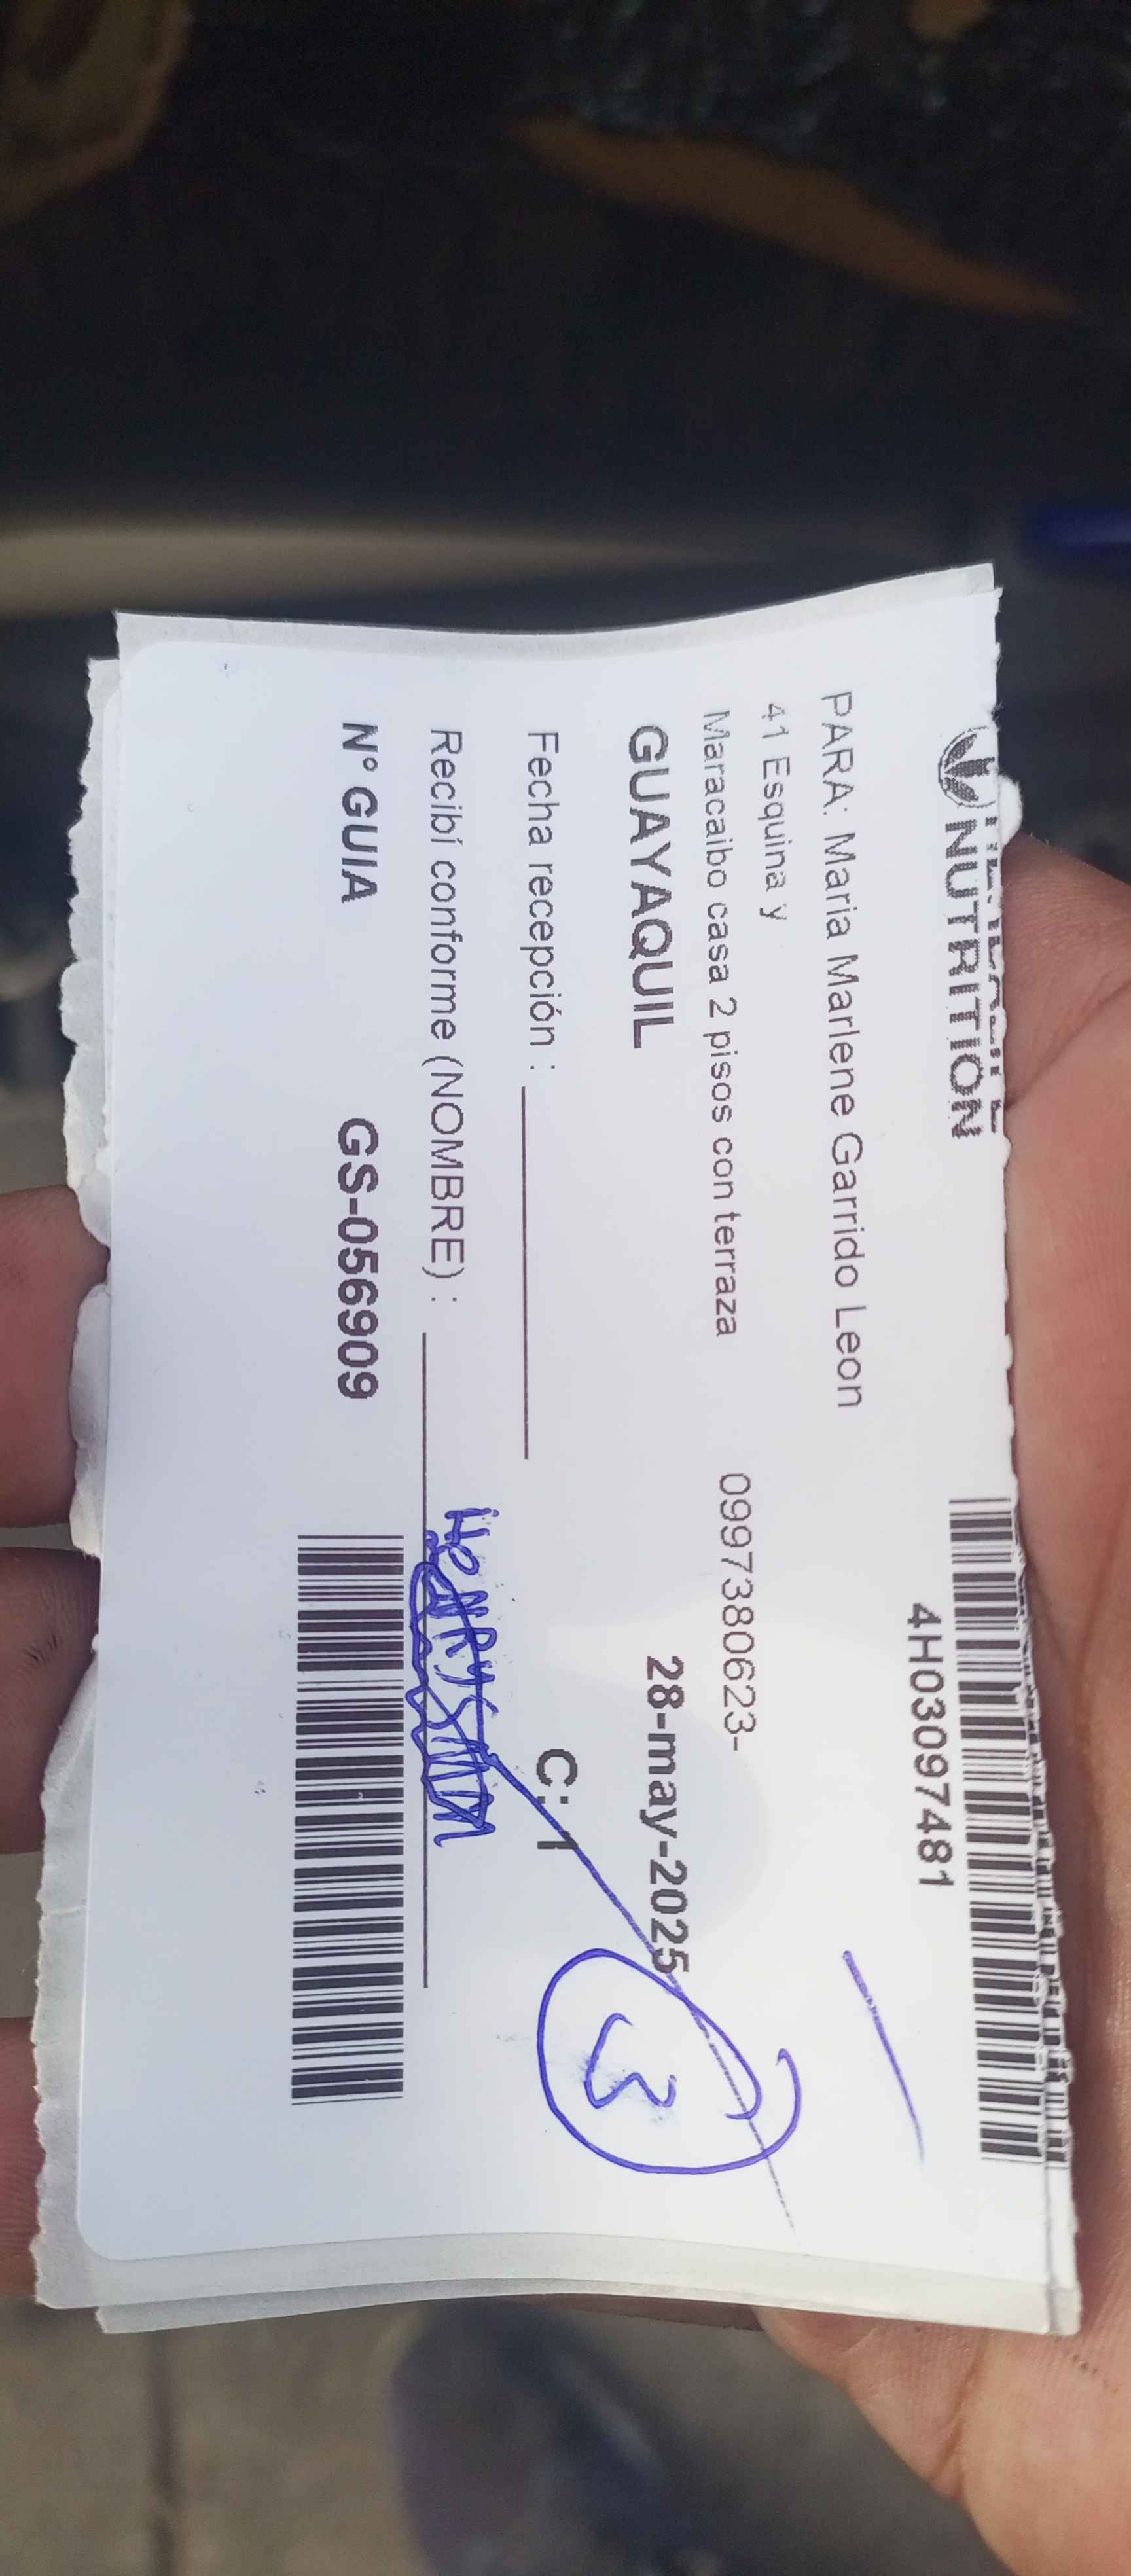 NUTRITION
4H03097481
PARA: Maria Marlene Garrido Leon
41 Esquina y
Maracaibo casa 2 pisos con terraza 0997380623-
GUAYAQUIL 28-may-2025
Fecha recepción : C: 1
Recibí conforme (NOMBRE) :
N° GUIA GS-056909